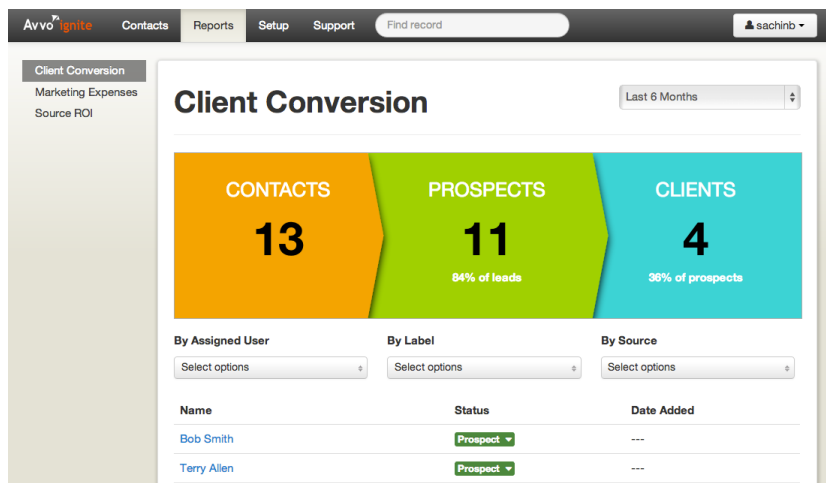 Avvo ignite Contacts Reports Setup Support Find record sachinb
Client Conversion
Marketing Expenses
Source ROI
Client Conversion
Last 6 Months
CONTACTS PROSPECTS CLIENTS
13 11 4
84% of leads 36% of prospects
By Assigned User By Label By Source
Select options Select options Select options
Name Status Date Added
Bob Smith Prospect ---
Terry Allen Prospect ---